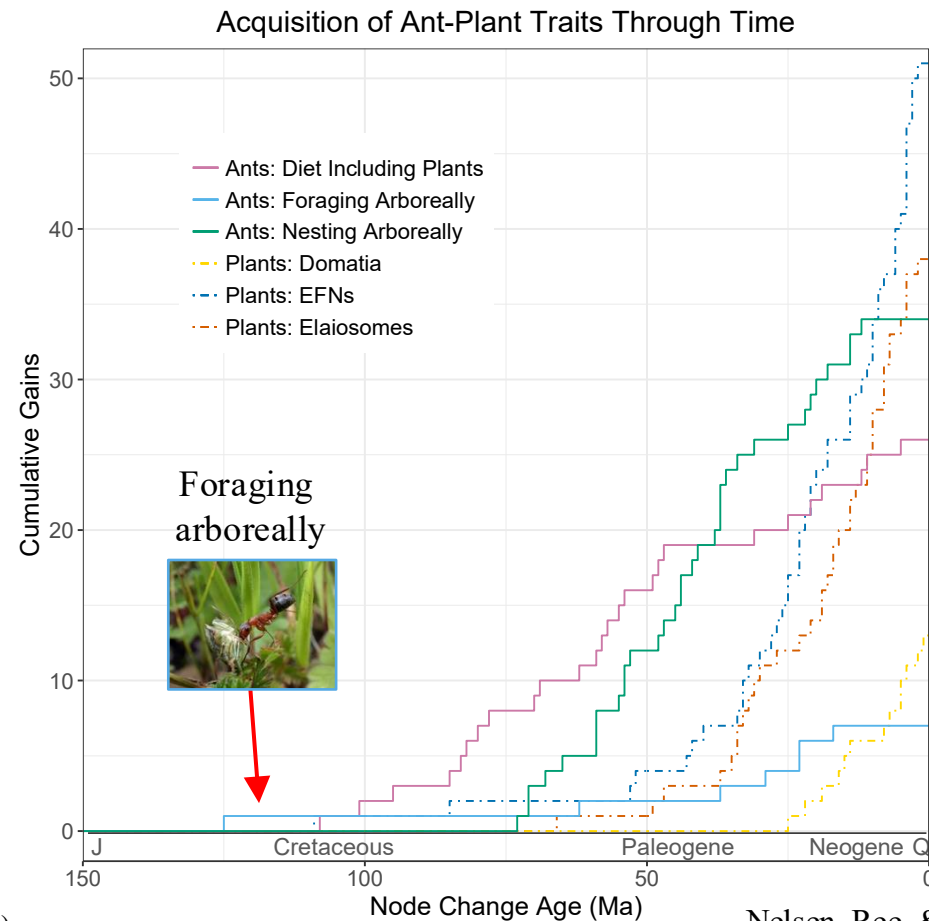 Acquisition of Ant-Plant Traits Through Time
Cumulative Gains
50
40
30
20
10
0
Ants: Diet Including Plants
Ants: Foraging Arboreally
Ants: Nesting Arboreally
Plants: Domatia
Plants: EFNs
Plants: Elaiosomes
Foraging
arboreally
J Cretaceous Paleogene Neogene Q
150 100 50 0
Node Change Age (Ma)
Nelsen, Ree, &